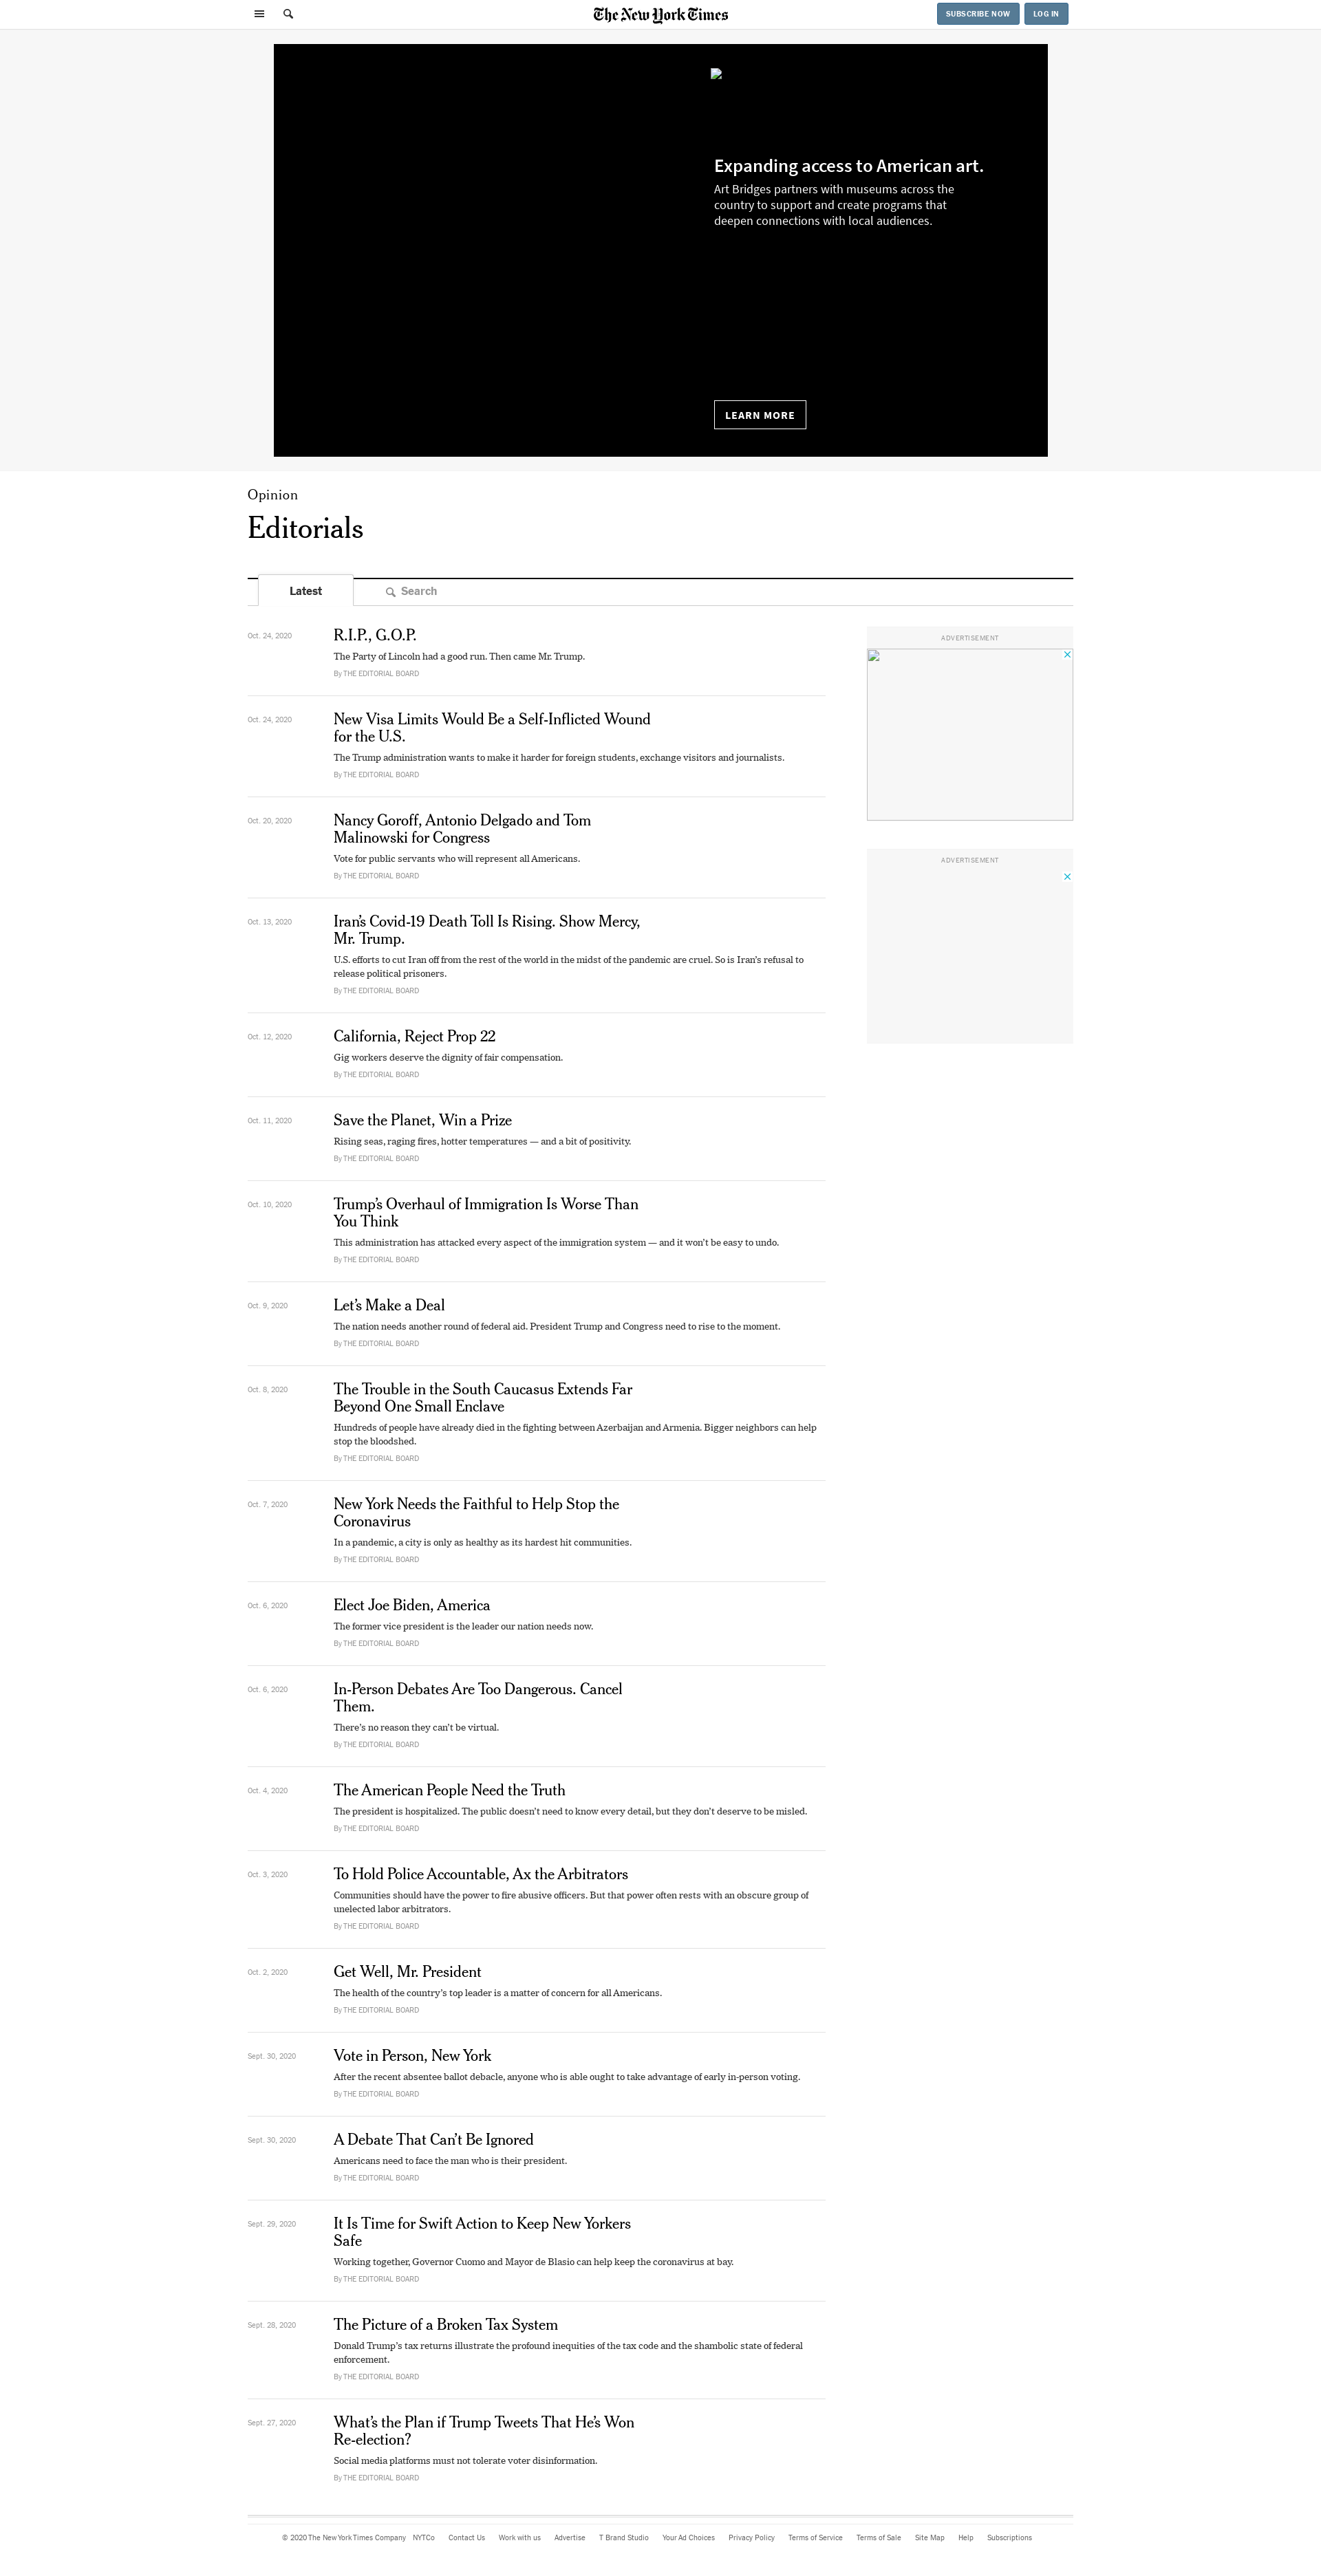 The New York Times
SUBSCRIBE NOW
LOG IN
Expanding access to American art.
Art Bridges partners with museums across the
country to support and create programs that
deepen connections with local audiences.
LEARN MORE
Opinion
Editorials
Latest
Search
Oct. 24, 2020
R.I.P., G.O.P.
The Party of Lincoln had a good run. Then came Mr. Trump.
By THE EDITORIAL BOARD
ADVERTISEMENT
Oct. 24, 2020
New Visa Limits Would Be a Self-Inflicted Wound
for the U.S.
The Trump administration wants to make it harder for foreign students, exchange visitors and journalists.
By THE EDITORIAL BOARD
Oct. 20, 2020
Nancy Goroff, Antonio Delgado and Tom
Malinowski for Congress
Vote for public servants who will represent all Americans.
By THE EDITORIAL BOARD
ADVERTISEMENT
Oct. 13, 2020
Iran’s Covid-19 Death Toll Is Rising. Show Mercy,
Mr. Trump.
U.S. efforts to cut Iran off from the rest of the world in the midst of the pandemic are cruel. So is Iran’s refusal to
release political prisoners.
By THE EDITORIAL BOARD
Oct. 12, 2020
California, Reject Prop 22
Gig workers deserve the dignity of fair compensation.
By THE EDITORIAL BOARD
Oct. 11, 2020
Save the Planet, Win a Prize
Rising seas, raging fires, hotter temperatures — and a bit of positivity.
By THE EDITORIAL BOARD
Oct. 10, 2020
Trump’s Overhaul of Immigration Is Worse Than
You Think
This administration has attacked every aspect of the immigration system — and it won’t be easy to undo.
By THE EDITORIAL BOARD
Oct. 9, 2020
Let’s Make a Deal
The nation needs another round of federal aid. President Trump and Congress need to rise to the moment.
By THE EDITORIAL BOARD
Oct. 8, 2020
The Trouble in the South Caucasus Extends Far
Beyond One Small Enclave
Hundreds of people have already died in the fighting between Azerbaijan and Armenia. Bigger neighbors can help
stop the bloodshed.
By THE EDITORIAL BOARD
Oct. 7, 2020
New York Needs the Faithful to Help Stop the
Coronavirus
In a pandemic, a city is only as healthy as its hardest hit communities.
By THE EDITORIAL BOARD
Oct. 6, 2020
Elect Joe Biden, America
The former vice president is the leader our nation needs now.
By THE EDITORIAL BOARD
Oct. 6, 2020
In-Person Debates Are Too Dangerous. Cancel
Them.
There’s no reason they can’t be virtual.
By THE EDITORIAL BOARD
Oct. 4, 2020
The American People Need the Truth
The president is hospitalized. The public doesn’t need to know every detail, but they don’t deserve to be misled.
By THE EDITORIAL BOARD
Oct. 3, 2020
To Hold Police Accountable, Ax the Arbitrators
Communities should have the power to fire abusive officers. But that power often rests with an obscure group of
unelected labor arbitrators.
By THE EDITORIAL BOARD
Oct. 2, 2020
Get Well, Mr. President
The health of the country’s top leader is a matter of concern for all Americans.
By THE EDITORIAL BOARD
Sept. 30, 2020
Vote in Person, New York
After the recent absentee ballot debacle, anyone who is able ought to take advantage of early in-person voting.
By THE EDITORIAL BOARD
Sept. 30, 2020
A Debate That Can’t Be Ignored
Americans need to face the man who is their president.
By THE EDITORIAL BOARD
Sept. 29, 2020
It Is Time for Swift Action to Keep New Yorkers
Safe
Working together, Governor Cuomo and Mayor de Blasio can help keep the coronavirus at bay.
By THE EDITORIAL BOARD
Sept. 28, 2020
The Picture of a Broken Tax System
Donald Trump’s tax returns illustrate the profound inequities of the tax code and the shambolic state of federal
enforcement.
By THE EDITORIAL BOARD
Sept. 27, 2020
What’s the Plan if Trump Tweets That He’s Won
Re-election?
Social media platforms must not tolerate voter disinformation.
By THE EDITORIAL BOARD
© 2020 The New York Times Company NYTCo Contact Us Work with us Advertise T Brand Studio Your Ad Choices Privacy Policy Terms of Service Terms of Sale Site Map Help Subscriptions